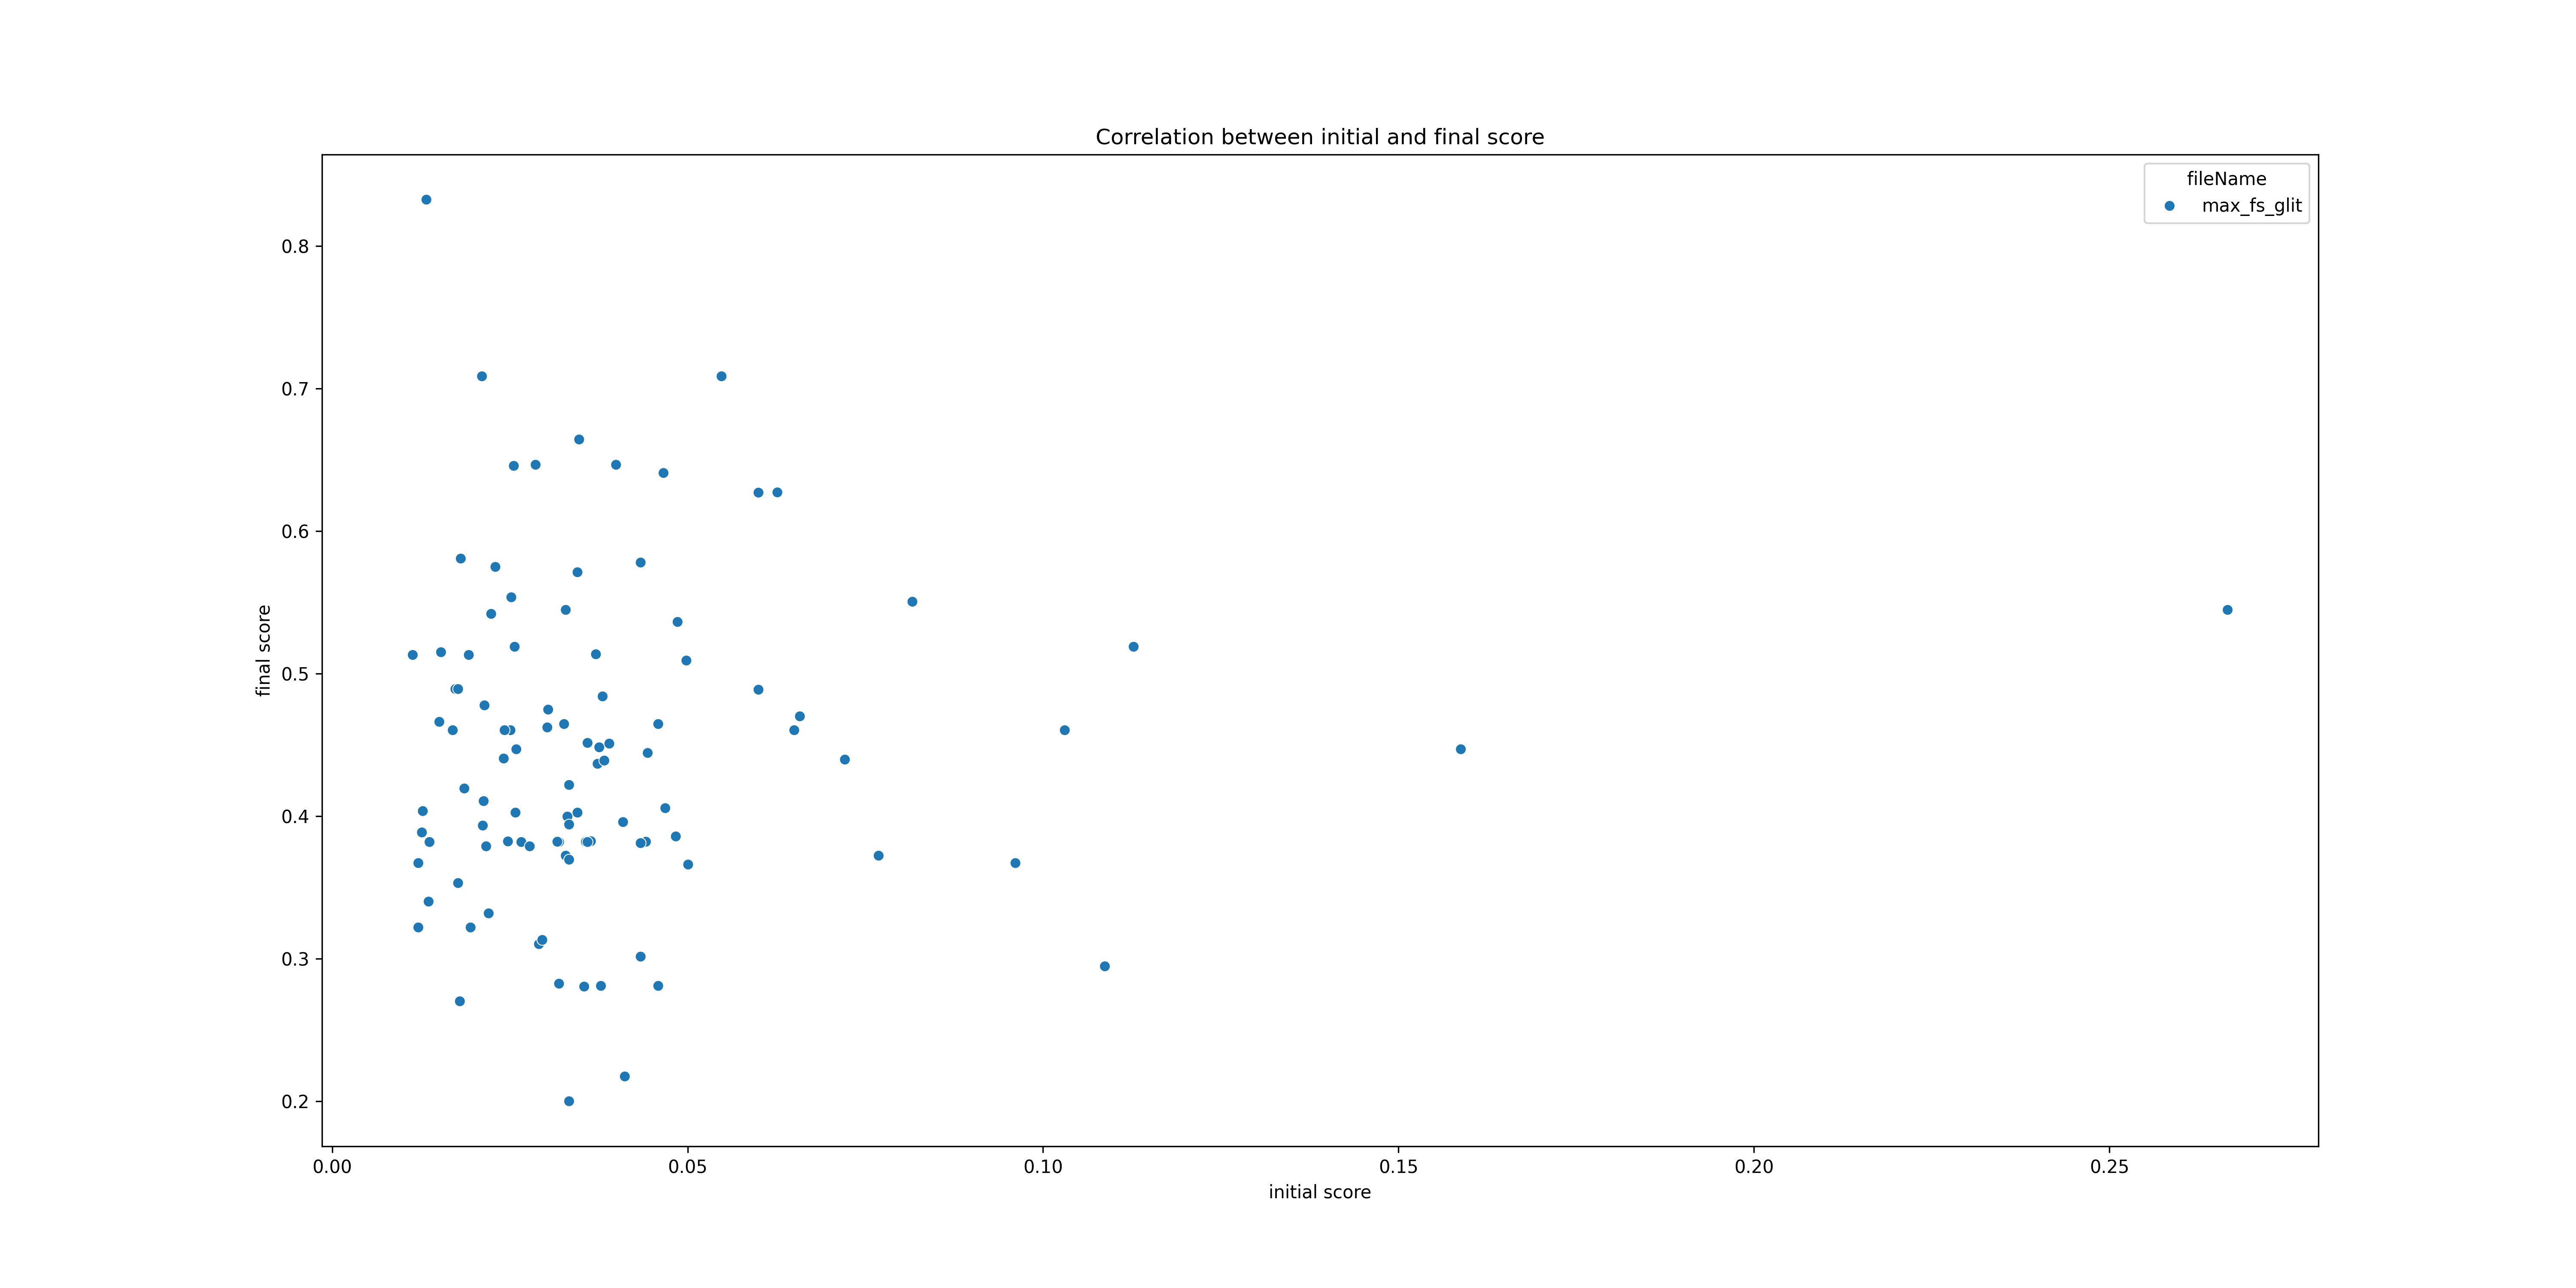 Correlation between initial and final score
fileName
max_fs_glit
0.8
0.7
0.6
0.5
0.4
0.3
0.2
final score
0.00 0.05 0.10 0.15 0.20 0.25
initial score